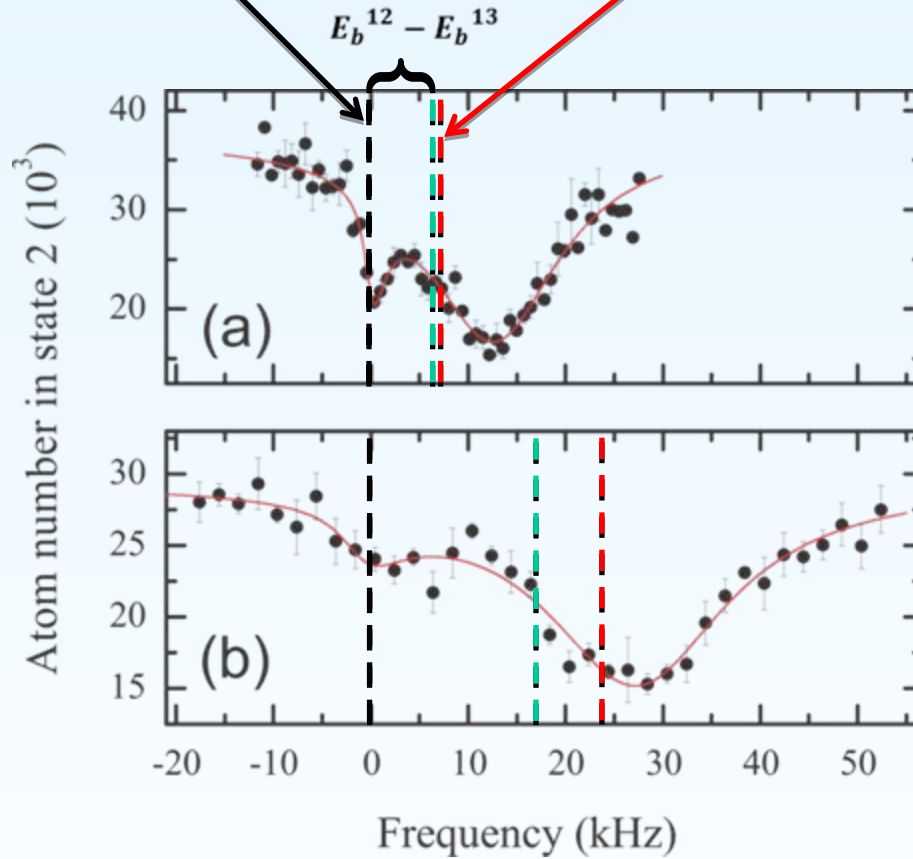 E_b^12 − E_b^13
40
30
20
(a)
30
25
20
15
(b)
Atom number in state 2 (10^3)
-20 -10 0 10 20 30 40 50
Frequency (kHz)